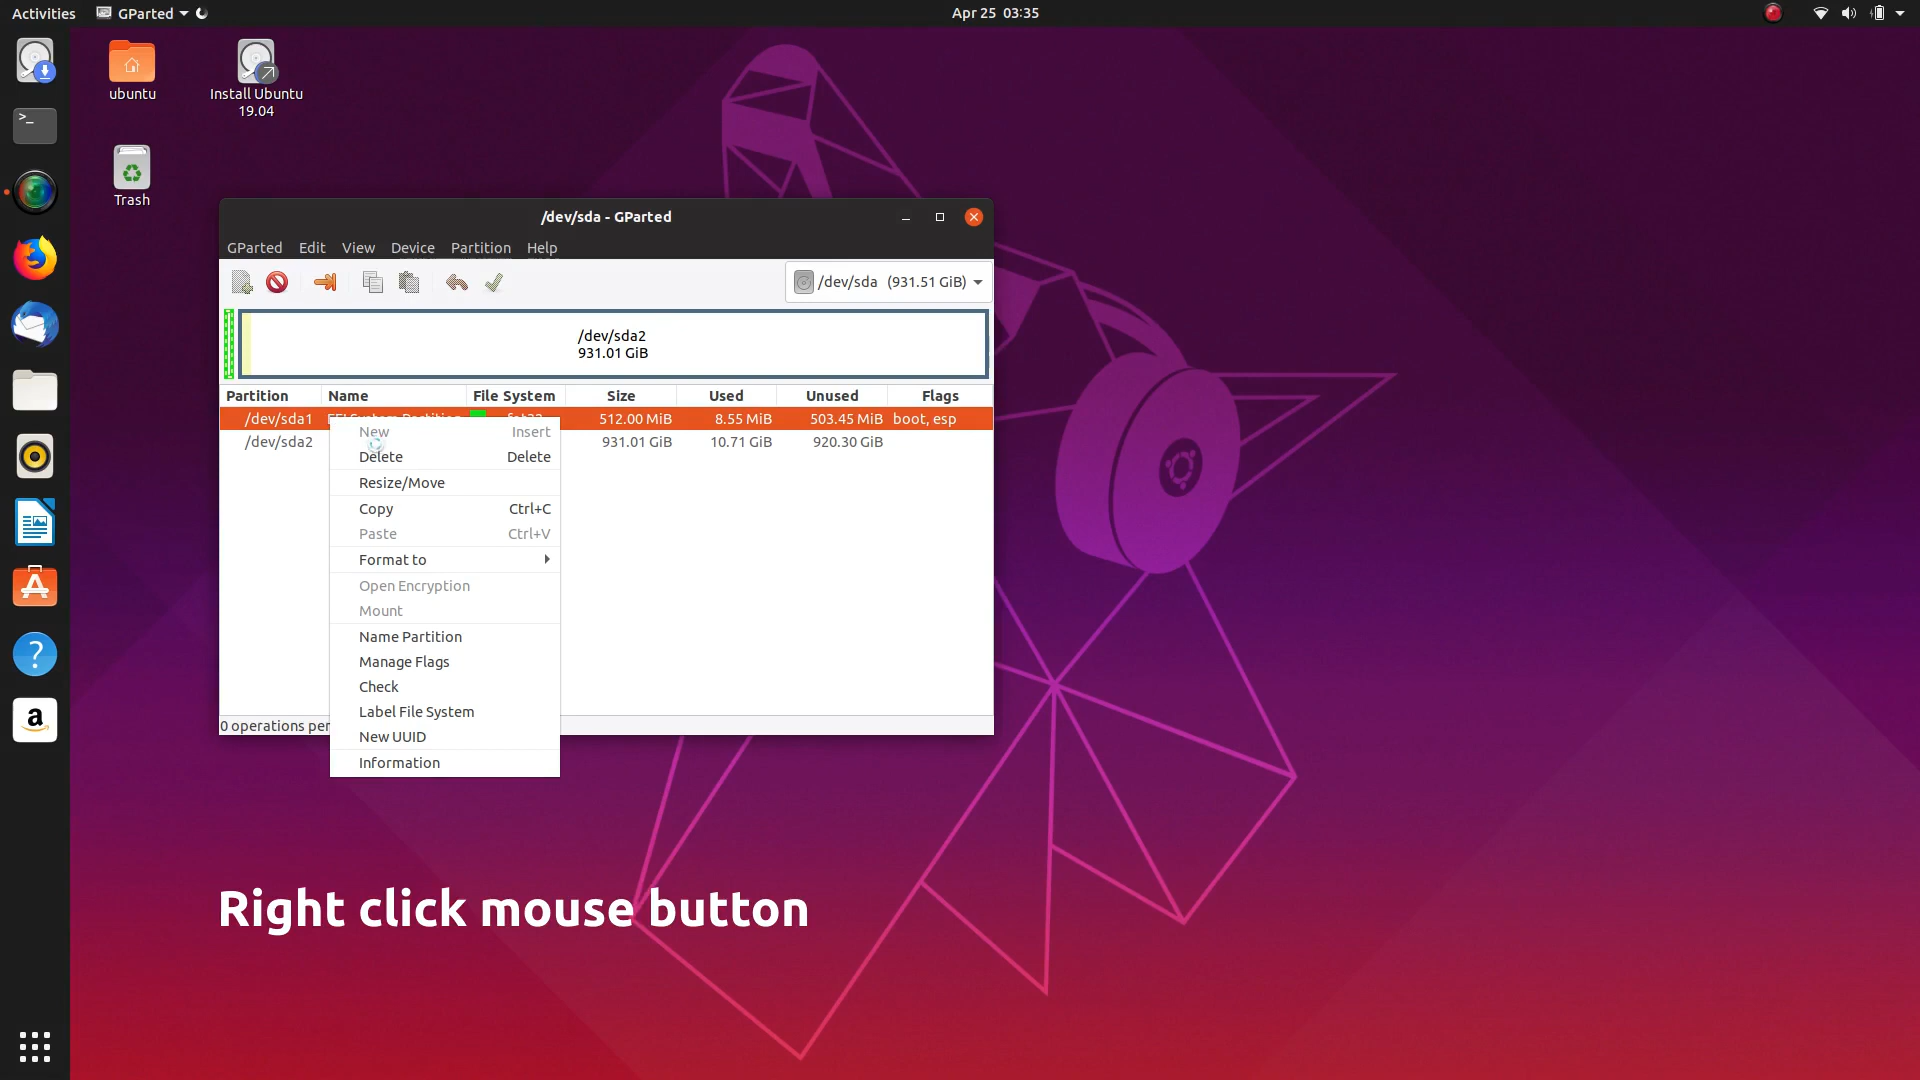 Activities
GParted
Apr 25 03:35
ubuntu
Install Ubuntu
19.04
Trash
/dev/sda - GParted
GParted Edit View Device Partition Help
/dev/sda (931.51 GiB)
/dev/sda2
931.01 GiB
Partition Name File System Size Used Unused Flags
/dev/sda1 EFI System Partition fat32 512.00 MiB 8.55 MiB 503.45 MiB boot, esp
/dev/sda2 931.01 GiB 10.71 GiB 920.30 GiB
New Insert
Delete Delete
Resize/Move
Copy Ctrl+C
Paste Ctrl+V
Format to
Open Encryption
Mount
Name Partition
Manage Flags
Check
Label File System
New UUID
Information
0 operations per
Right click mouse button